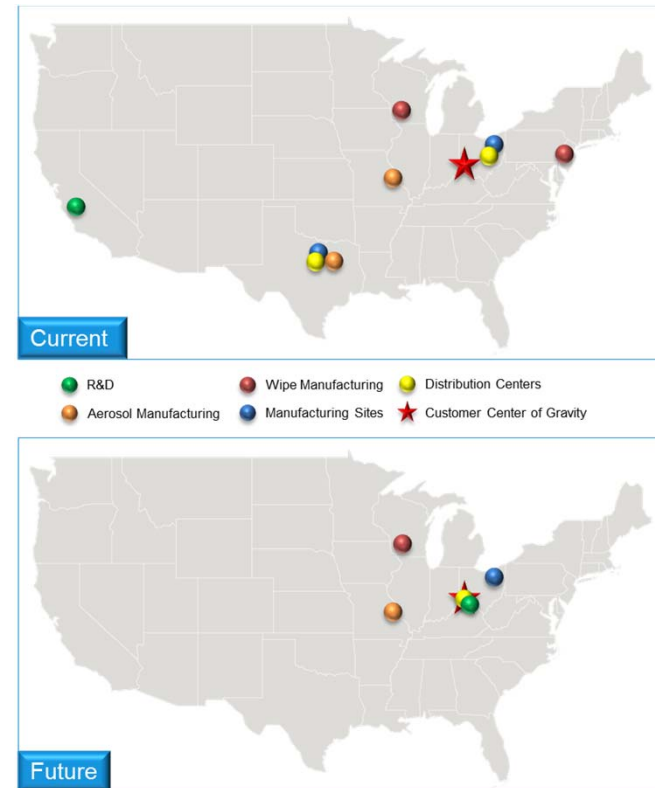 Current
R&D Wipe Manufacturing Distribution Centers
Aerosol Manufacturing Manufacturing Sites Customer Center of Gravity
Future